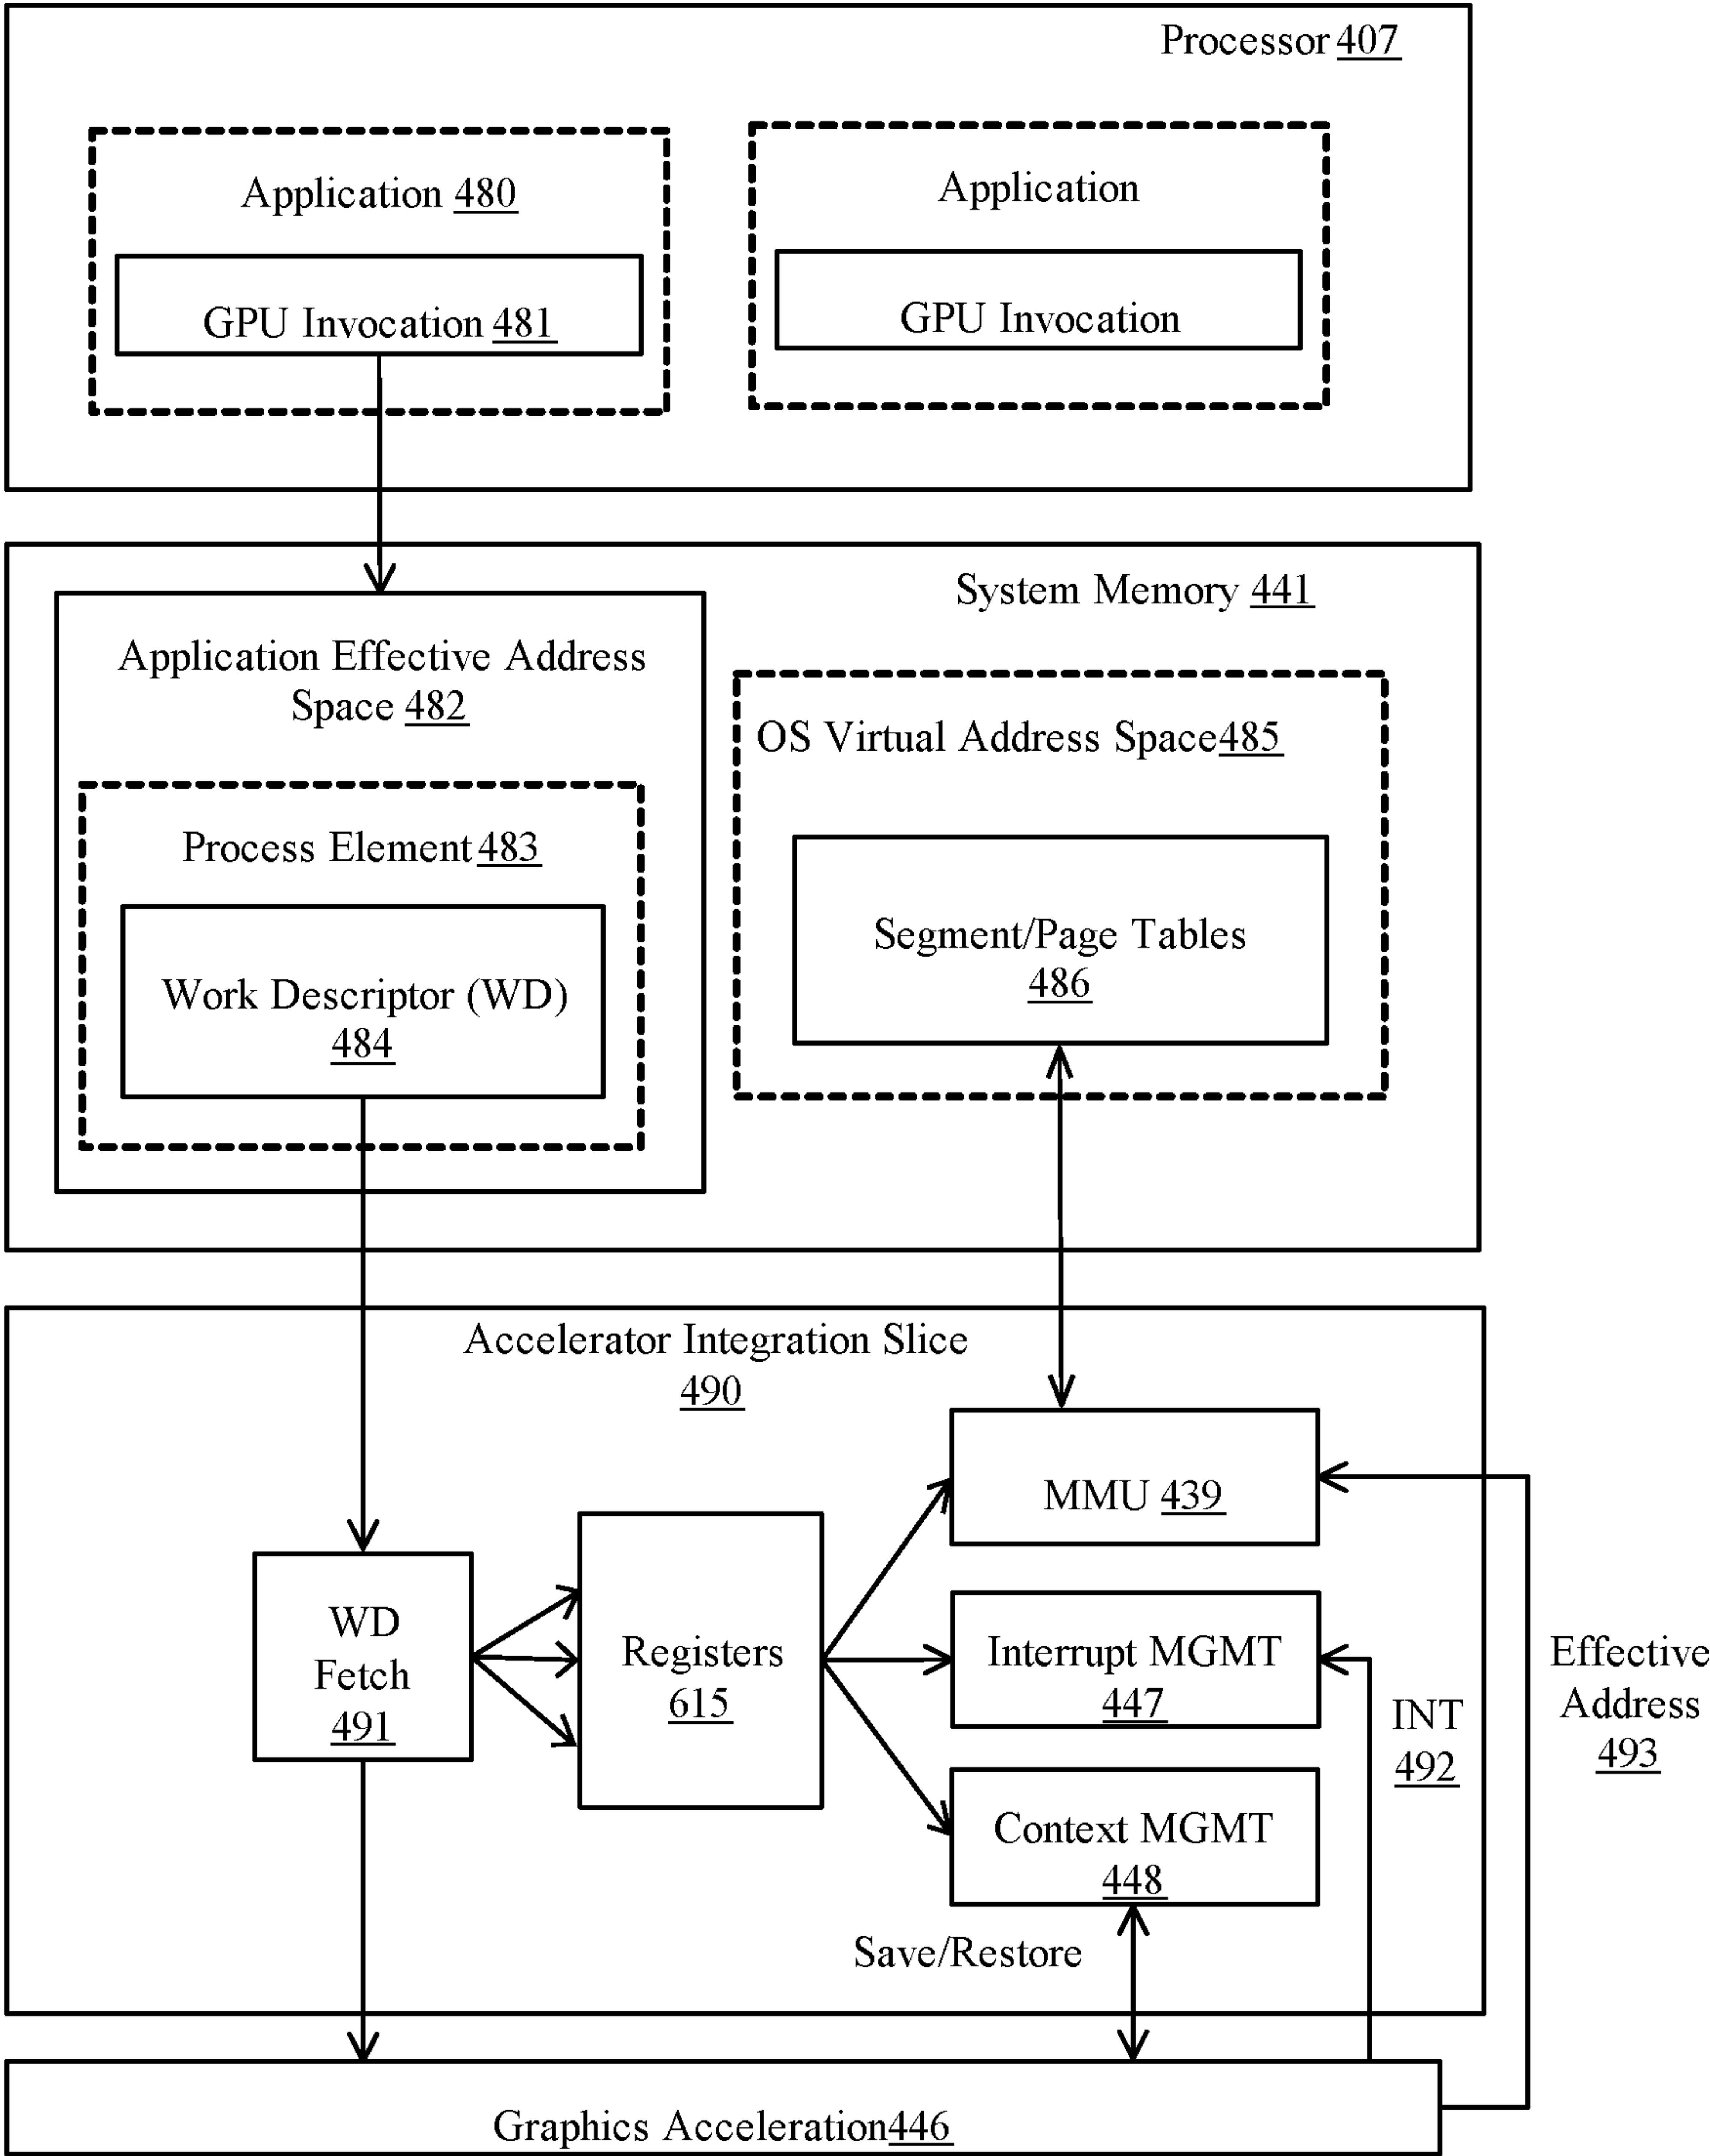 Processor 407
Application 480
GPU Invocation 481
Application
GPU Invocation
System Memory 441
Application Effective Address
Space 482
Process Element 483
Work Descriptor (WD)
484
OS Virtual Address Space485
Segment/Page Tables
486
Accelerator Integration Slice
490
WD
Fetch
491
Registers
615
MMU 439
Interrupt MGMT
447
Context MGMT
448
Save/Restore
INT
492
Effective
Address
493
Graphics Acceleration446